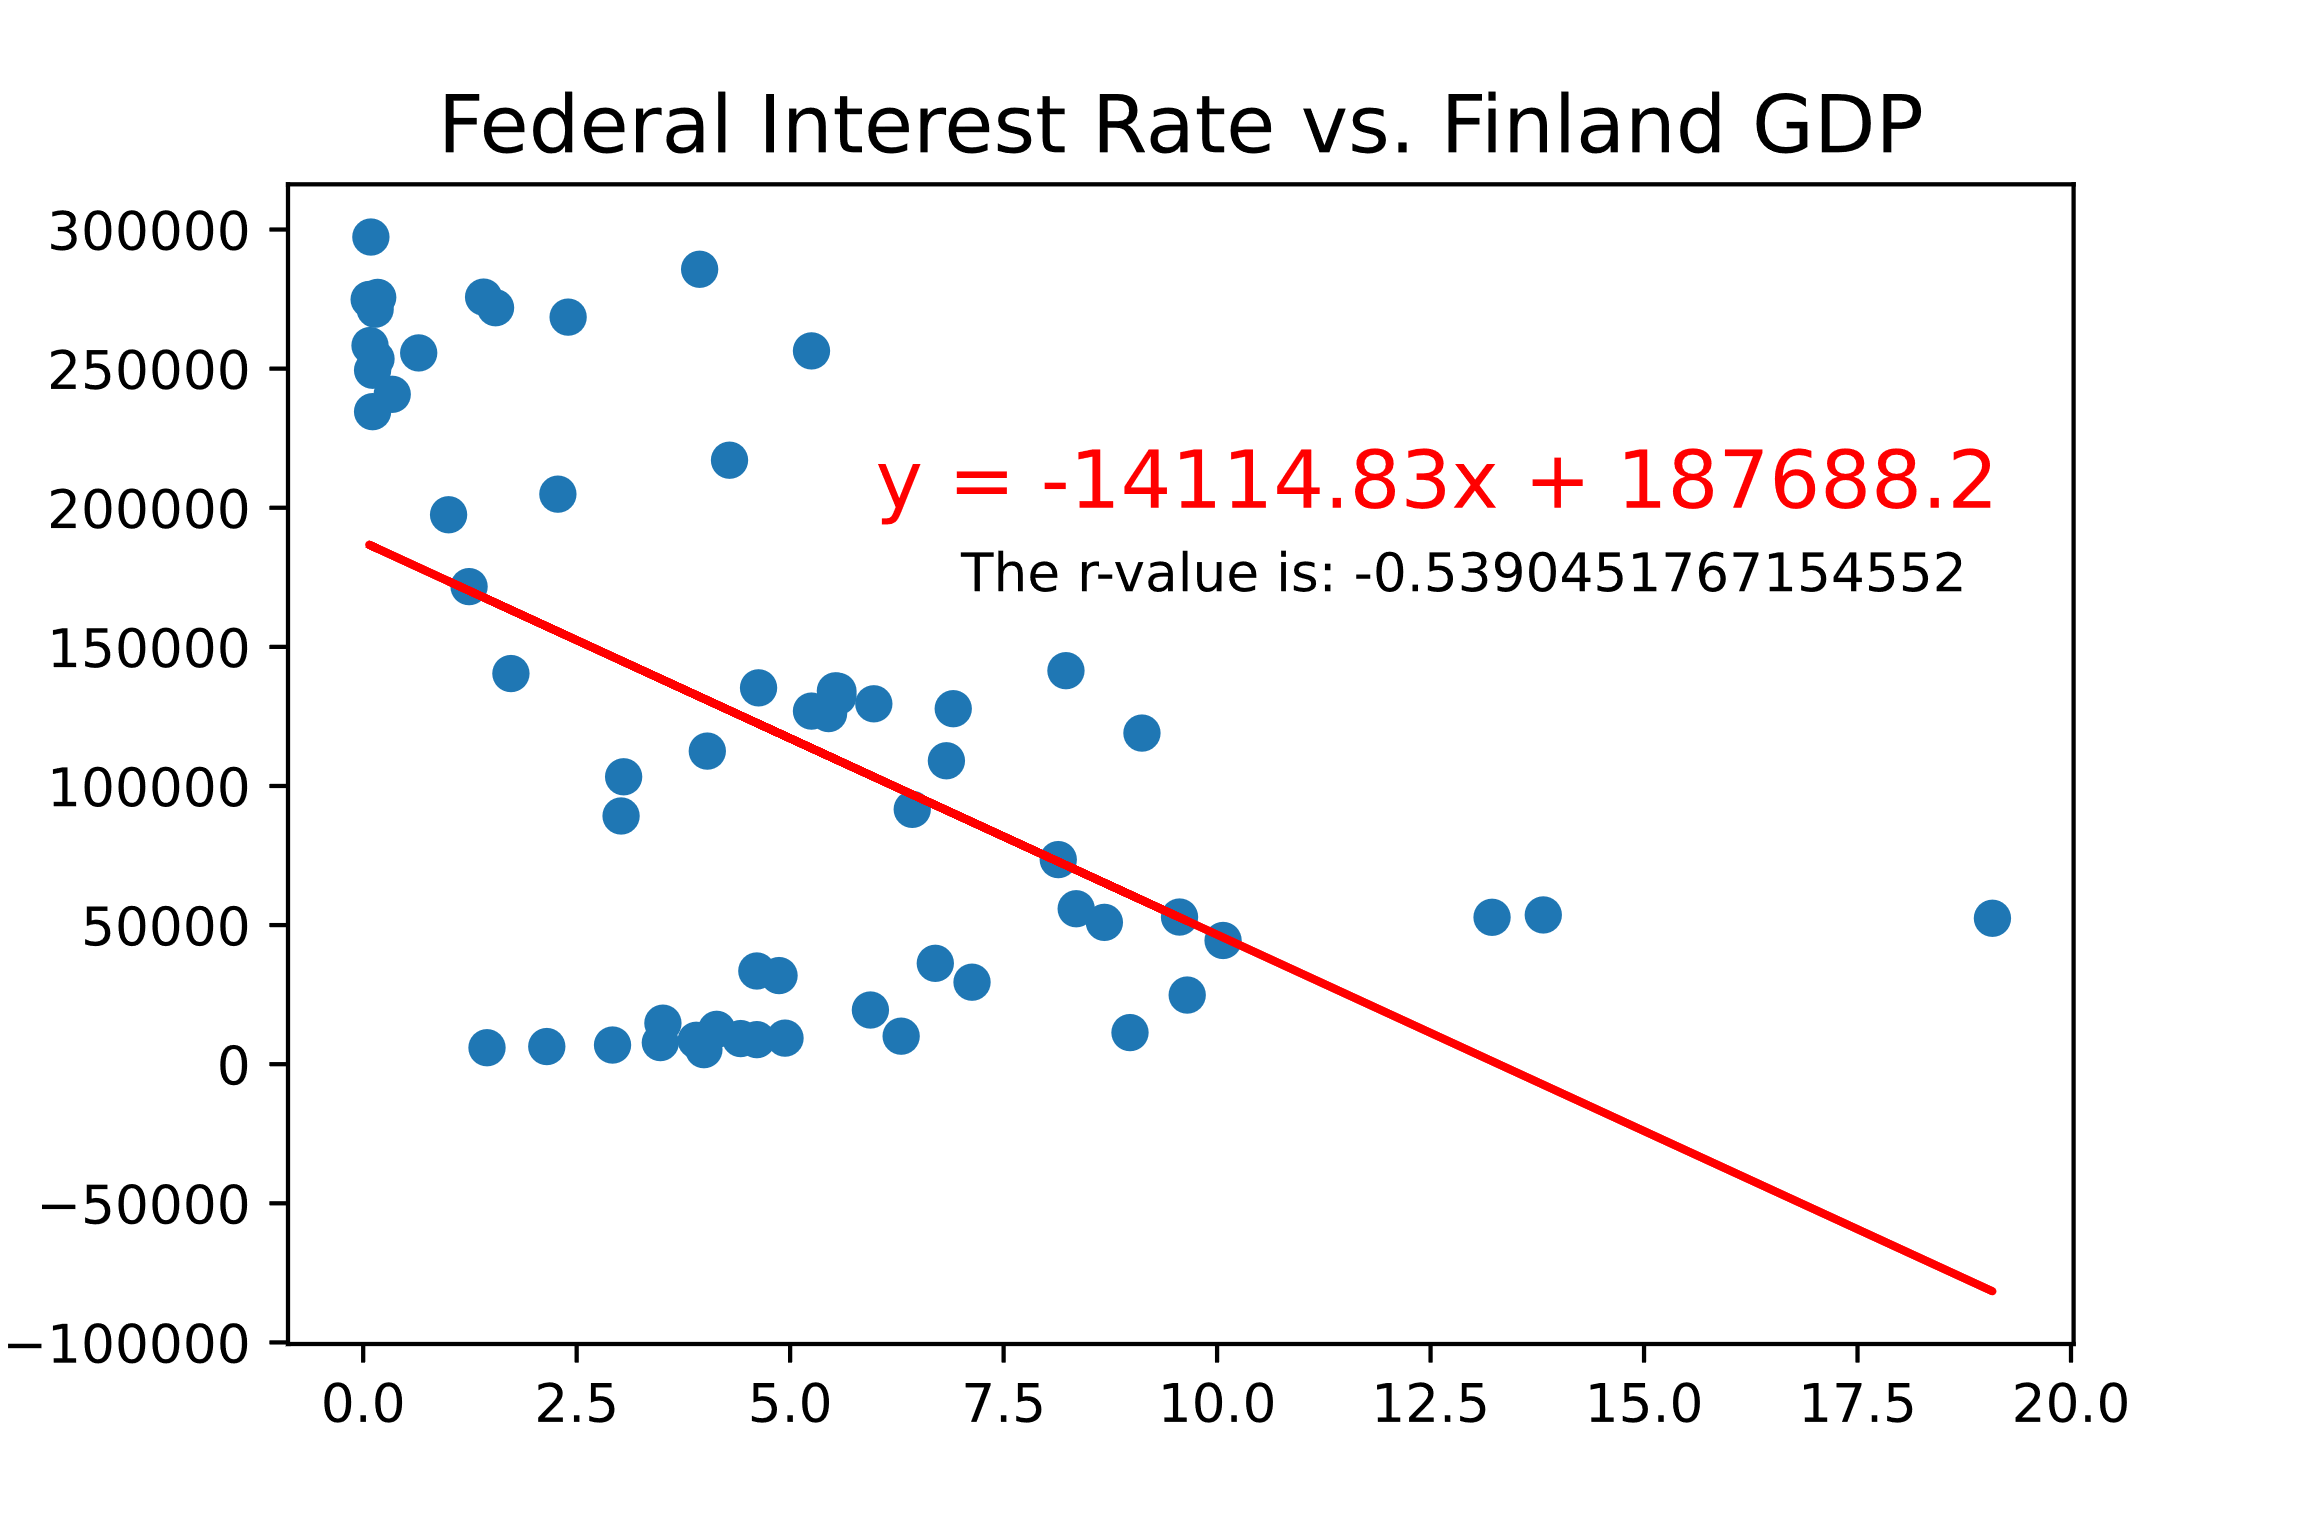 Federal Interest Rate vs. Finland GDP
300000
250000
200000
150000
100000
50000
0
−50000
−100000
y = -14114.83x + 187688.2
The r-value is: -0.5390451767154552
0.0 2.5 5.0 7.5 10.0 12.5 15.0 17.5 20.0